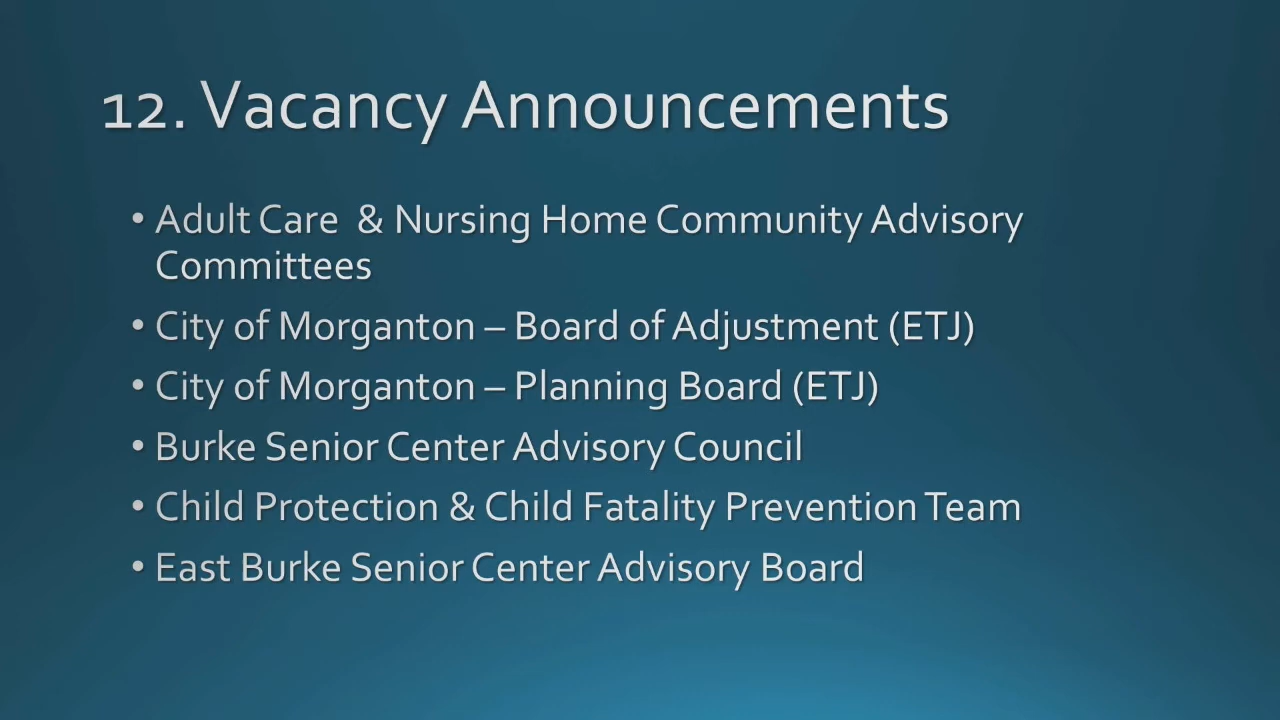 12. Vacancy Announcements
• Adult Care & Nursing Home Community Advisory
Committees
• City of Morganton – Board of Adjustment (ETJ)
• City of Morganton – Planning Board (ETJ)
• Burke Senior Center Advisory Council
• Child Protection & Child Fatality Prevention Team
• East Burke Senior Center Advisory Board